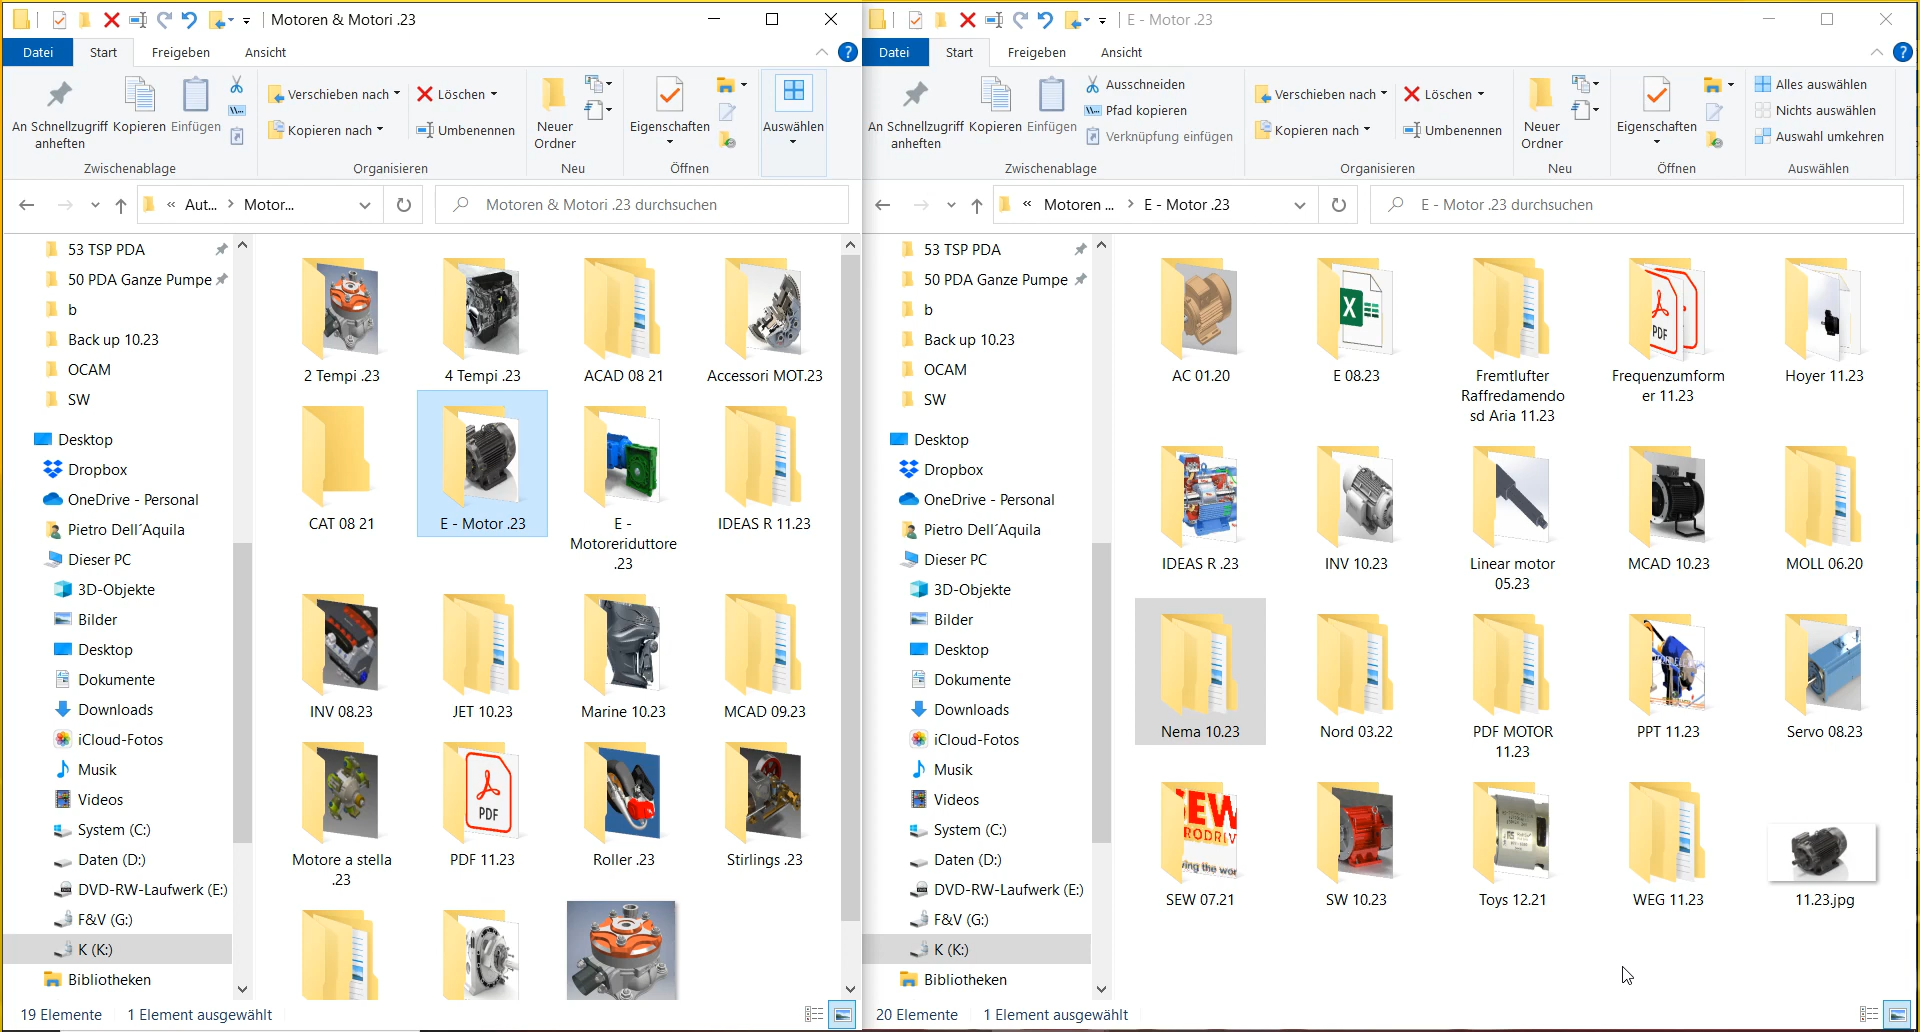 Motoren & Motori .23
Datei Start Freigeben Ansicht
An Schnellzugriff anheften
Kopieren
Einfügen
Verschieben nach
Kopieren nach
Löschen
Umbenennen
Neuer Ordner
Eigenschaften
Auswählen
Zwischenablage Organisieren Neu Öffnen
« Aut... > Motor...
Motoren & Motori .23 durchsuchen
53 TSP PDA
50 PDA Ganze Pumpe
b
Back up 10.23
OCAM
SW
Desktop
Dropbox
OneDrive - Personal
Pietro Dell´Aquila
Dieser PC
3D-Objekte
Bilder
Desktop
Dokumente
Downloads
iCloud-Fotos
Musik
Videos
System (C:)
Daten (D:)
DVD-RW-Laufwerk (E:)
F&V (G:)
K (K:)
Bibliotheken
2 Tempi .23
4 Tempi .23
ACAD 08 21
Accessori MOT.23
CAT 08 21
E - Motor .23
E -
Motoreriduttore
.23
IDEAS R 11.23
INV 08.23
JET 10.23
Marine 10.23
MCAD 09.23
Motore a stella
.23
PDF
PDF 11.23
Roller .23
Stirlings .23
19 Elemente 1 Element ausgewählt
E - Motor .23
Datei Start Freigeben Ansicht
An Schnellzugriff anheften
Kopieren
Einfügen
Ausschneiden
Pfad kopieren
Verknüpfung einfügen
Verschieben nach
Kopieren nach
Löschen
Umbenennen
Neuer Ordner
Eigenschaften
Alles auswählen
Nichts auswählen
Auswahl umkehren
Zwischenablage Organisieren Neu Öffnen Auswählen
« Motoren ... > E - Motor .23
E - Motor .23 durchsuchen
53 TSP PDA
50 PDA Ganze Pumpe
b
Back up 10.23
OCAM
SW
Desktop
Dropbox
OneDrive - Personal
Pietro Dell´Aquila
Dieser PC
3D-Objekte
Bilder
Desktop
Dokumente
Downloads
iCloud-Fotos
Musik
Videos
System (C:)
Daten (D:)
DVD-RW-Laufwerk (E:)
F&V (G:)
K (K:)
Bibliotheken
AC 01.20
X
E 08.23
Fremtlufter
Raffredamendo
sd Aria 11.23
PDF
Frequenzumform
er 11.23
Hoyer 11.23
IDEAS R .23
INV 10.23
Linear motor
05.23
MCAD 10.23
MOLL 06.20
Nema 10.23
Nord 03.22
PDF MOTOR
11.23
PPT 11.23
Servo 08.23
SEW
RODRIV
ving the wor
SEW 07.21
SW 10.23
Toys 12.21
WEG 11.23
11.23.jpg
20 Elemente 1 Element ausgewählt